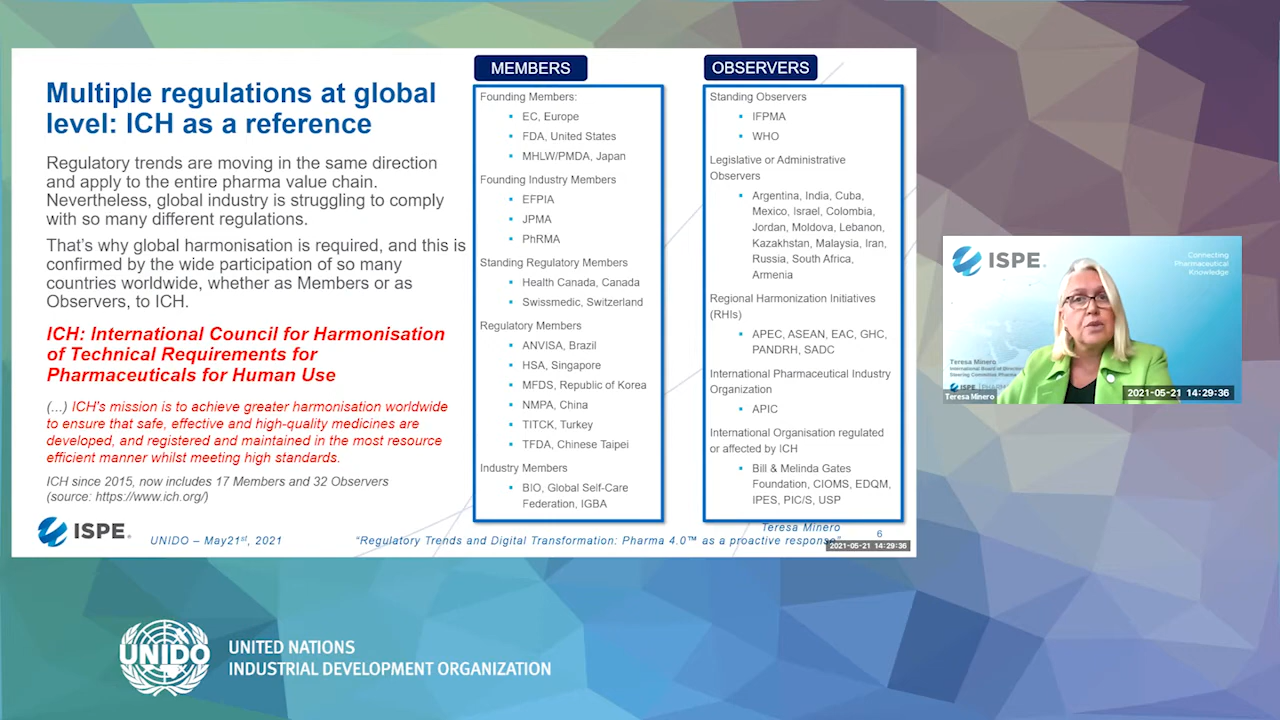 Multiple regulations at global
level: ICH as a reference
Regulatory trends are moving in the same direction
and apply to the entire pharma value chain.
Nevertheless, global industry is struggling to comply
with so many different regulations.
That's why global harmonisation is required, and this is
confirmed by the wide participation of so many
countries worldwide, whether as Members or as
Observers, to ICH.
ICH: International Council for Harmonisation
of Technical Requirements for
Pharmaceuticals for Human Use
(...) ICH's mission is to achieve greater harmonisation worldwide
to ensure that safe, effective and high-quality medicines are
developed, and registered and maintained in the most resource
efficient manner whilst meeting high standards.
ICH since 2015, now includes 17 Members and 32 Observers
(source: https://www.ich.org/)
MEMBERS
Founding Members:
▪ EC, Europe
▪ FDA, United States
▪ MHLW/PMDA, Japan
Founding Industry Members
▪ EFPIA
▪ JPMA
▪ PhRMA
Standing Regulatory Members
▪ Health Canada, Canada
▪ Swissmedic, Switzerland
Regulatory Members
▪ ANVISA, Brazil
▪ HSA, Singapore
▪ MFDS, Republic of Korea
▪ NMPA, China
▪ TITCK, Turkey
▪ TFDA, Chinese Taipei
Industry Members
▪ BIO, Global Self-Care
Federation, IGBA
OBSERVERS
Standing Observers
▪ IFPMA
▪ WHO
Legislative or Administrative
Observers
▪ Argentina, India, Cuba,
Mexico, Israel, Colombia,
Jordan, Moldova, Lebanon,
Kazakhstan, Malaysia, Iran,
Russia, South Africa,
Armenia
Regional Harmonization Initiatives
(RHIs)
▪ APEC, ASEAN, EAC, GHC,
PANDRH, SADC
International Pharmaceutical Industry
Organization
▪ APIC
International Organisation regulated
or affected by ICH
▪ Bill & Melinda Gates
Foundation, CIOMS, EDQM,
IPES, PIC/S, USP
ISPE®
UNIDO – May21st, 2021
Teresa Minero
"Regulatory Trends and Digital Transformation: Pharma 4.0™ as a proactive response"
6
2021-05-21 14:29:36
ISPE®
Connecting
Pharmaceutical
Knowledge
Teresa Minero
International Board of
Steering Committee Pharma
ISPE
Teresa Minero
2021-05-21 14:29:36
UNIDO
UNITED NATIONS
INDUSTRIAL DEVELOPMENT ORGANIZATION